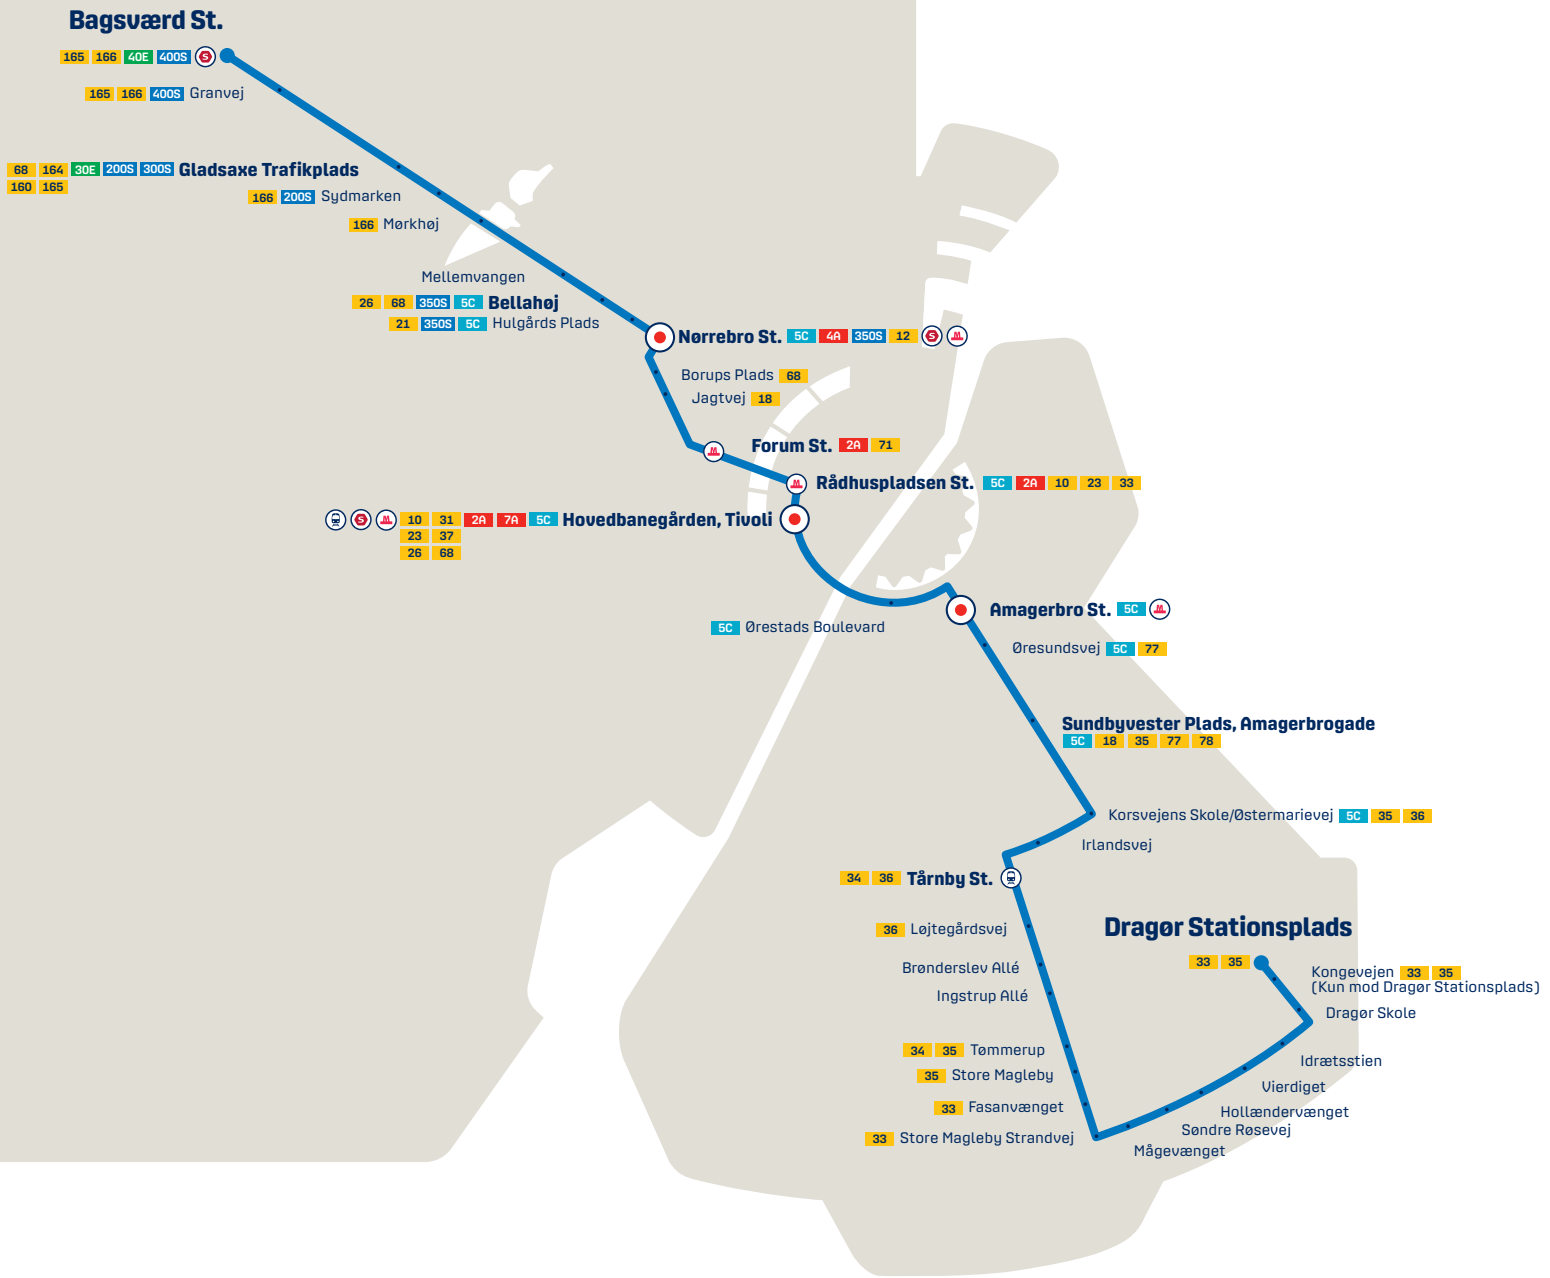 Bagsværd St.
165 166 40E 400S S
165 166 400S Granvej
68 164 30E 200S 300S Gladsaxe Trafikplads
160 165
166 200S Sydmarken
166 Mørkhøj
Mellemvangen
26 68 350S 5C Bellahøj
21 350S 5C Hulgårds Plads
Nørrebro St. 5C 4A 350S 12 S M
Borups Plads 68
Jagtvej 18
M Forum St. 2A 71
M Rådhuspladsen St. 5C 2A 10 23 33
S M 10 31 2A 7A 5C Hovedbanegården, Tivoli
23 37
26 68
Amagerbro St. 5C M
5C Ørestads Boulevard
Øresundsvej 5C 77
Sundbyvester Plads, Amagerbrogade
5C 18 35 77 78
Korsvejens Skole/Østermarievej 5C 35 36
Irlandsvej
34 36 Tårnby St.
36 Løjtegårdsvej
Brønderslev Allé
Ingstrup Allé
34 35 Tømmerup
35 Store Magleby
33 Fasanvænget
33 Store Magleby Strandvej
Mågevænget
Søndre Røsevej
Hollændervænget
Vierdiget
Idrætsstien
Dragør Skole
Kongevejen 33 35
(Kun mod Dragør Stationsplads)
Dragør Stationsplads
33 35